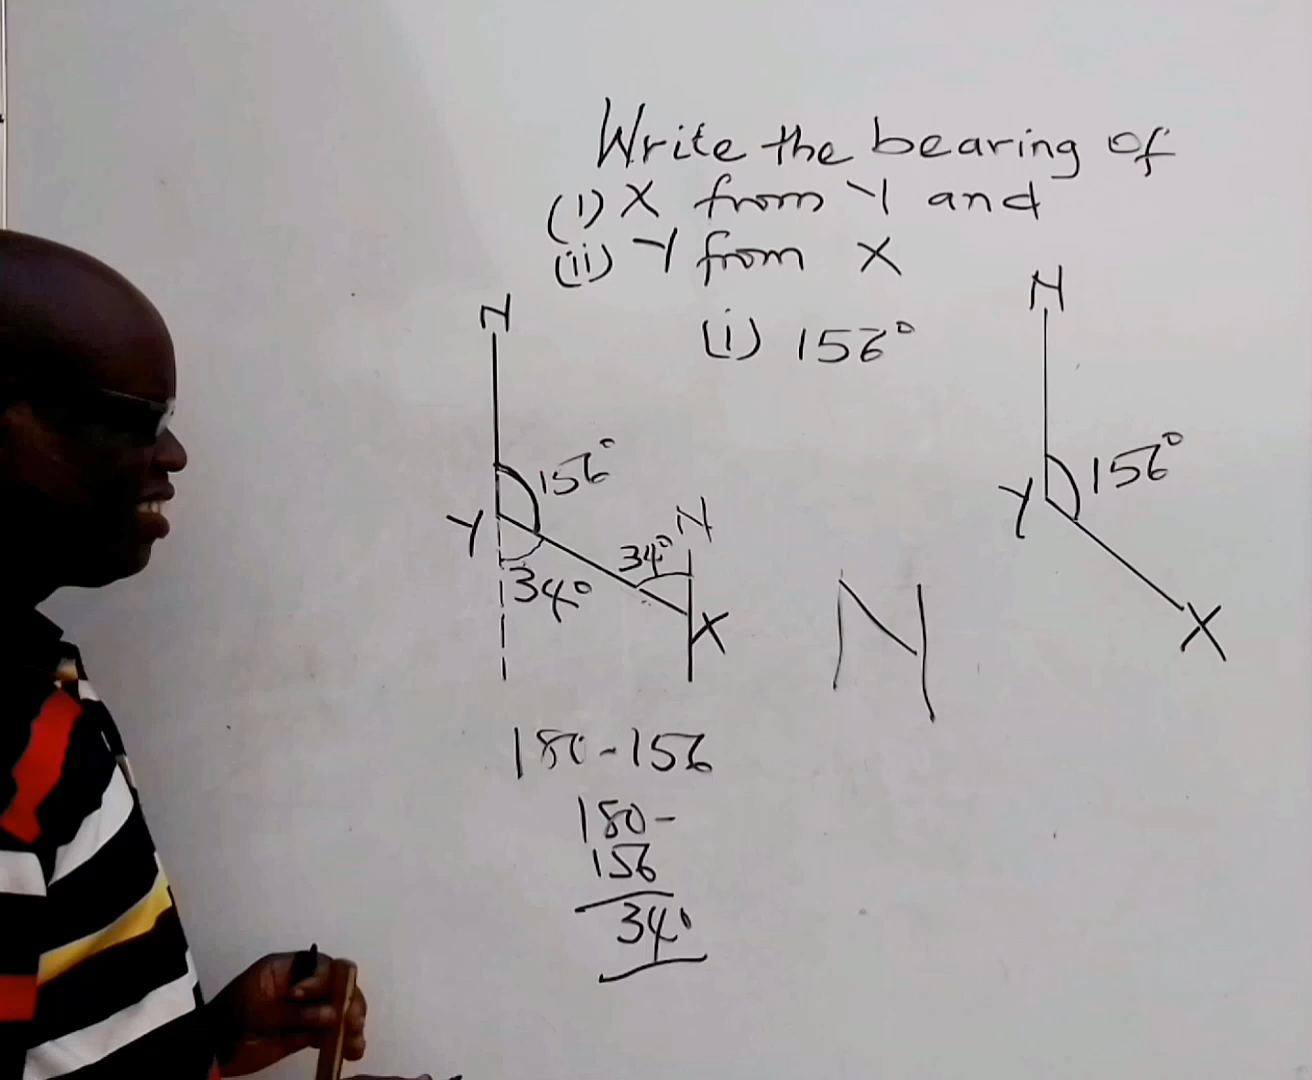 Write the bearing of
(i) X from Y and
(ii) Y from X
(i) 156°
N
156°
Y
34°
34°
N
X
N
N
156°
Y
X
180-156
180-
156
34°